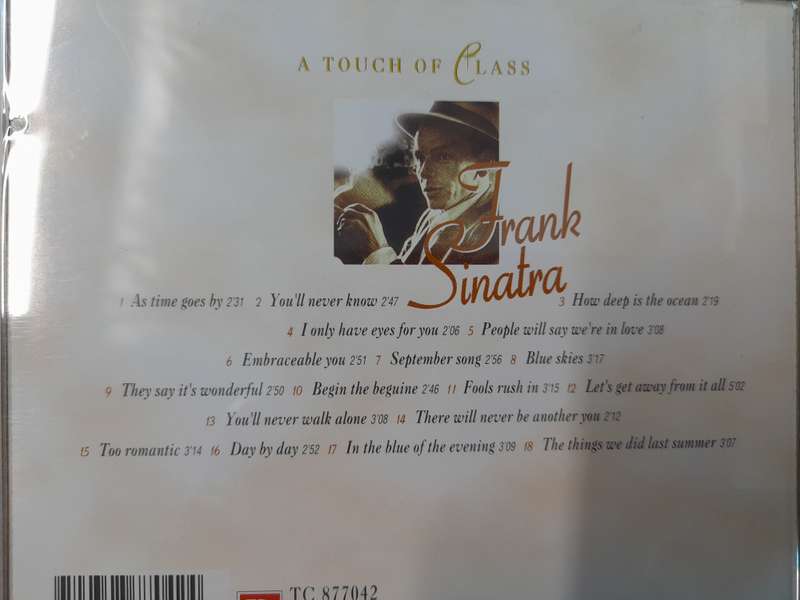 A TOUCH OF CLASS
Frank
Sinatra
1 As time goes by 2'31 2 You'll never know 2'47 3 How deep is the ocean 2'19
4 I only have eyes for you 2'06 5 People will say we're in love 3'08
6 Embraceable you 2'51 7 September song 2'56 8 Blue skies 3'17
9 They say it's wonderful 2'50 10 Begin the beguine 2'46 11 Fools rush in 3'15 12 Let's get away from it all 5'02
13 You'll never walk alone 3'08 14 There will never be another you 2'12
15 Too romantic 3'14 16 Day by day 2'52 17 In the blue of the evening 3'09 18 The things we did last summer 3'07
TC 877042